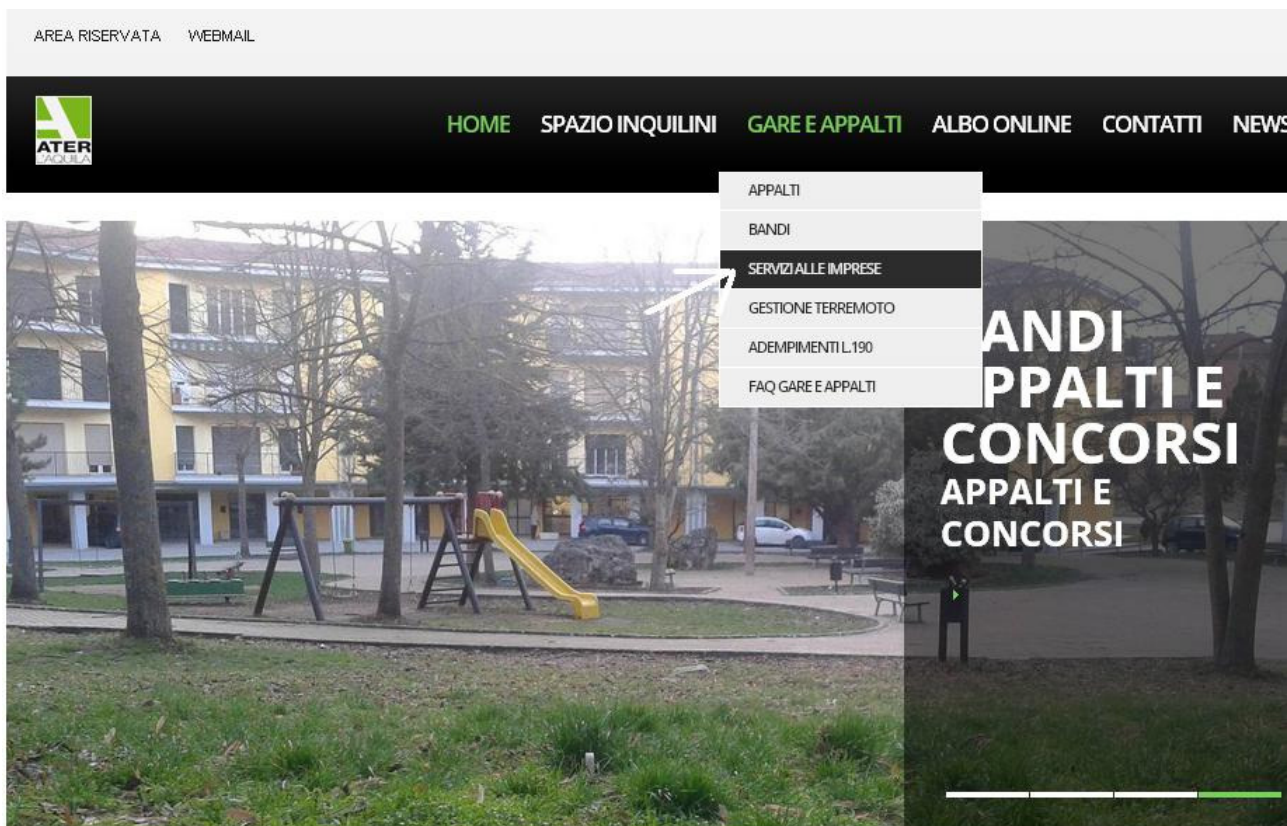 AREA RISERVATA WEBMAIL
ATER
L'AQUILA
HOME SPAZIO INQUILINI GARE E APPALTI ALBO ONLINE CONTATTI NEWS
APPALTI
BANDI
SERVIZI ALLE IMPRESE
GESTIONE TERREMOTO
ADEMPIMENTI L.190
FAQ GARE E APPALTI
ANDI
PPALTI E
CONCORSI
APPALTI E
CONCORSI